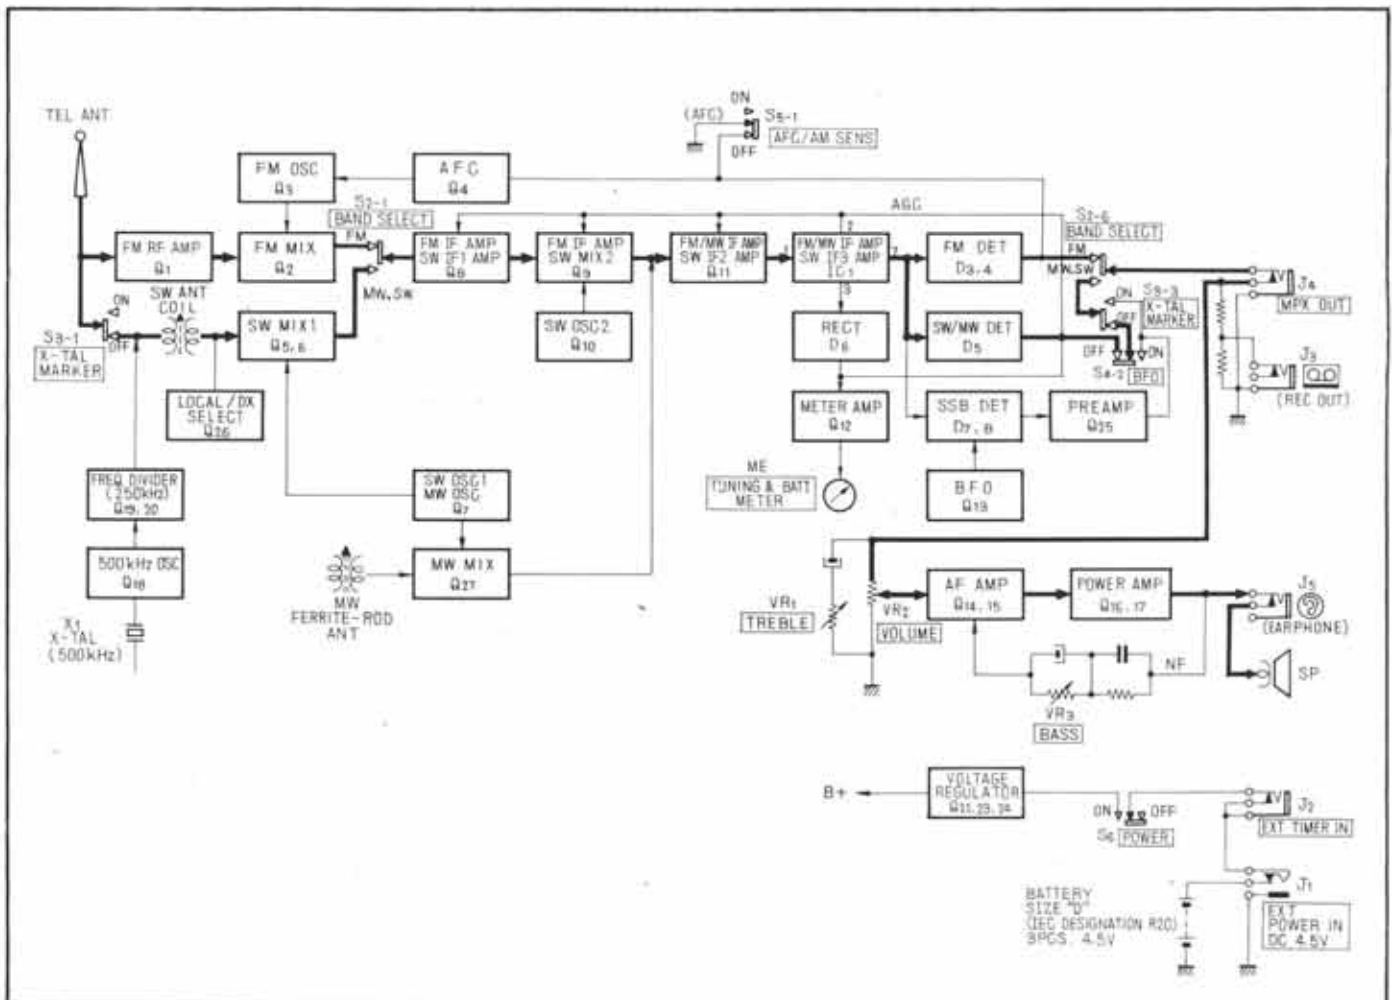 TEL ANT
FM OSC
Q3
AFC
Q4
ON
(AFC)
S5-1
AFC/AM SENS
OFF
S2-1
BAND SELECT
FM
MW,SW
AGC
S2-6
BAND SELECT
FM
MW,SW
FM RF AMP
Q1
FM MIX
Q2
FM IF AMP
SW IF1 AMP
Q8
FM IF AMP
SW MIX2
Q9
FM/MW IF AMP
SW IF2 AMP
Q11
1
2
FM/MW IF AMP
SW IF3 AMP
IC1
7
3
FM DET
D3,4
J4
MPX OUT
S9-1
X-TAL
MARKER
ON
OFF
SW ANT
COIL
SW MIX1
Q5,6
SW OSC2
Q10
RECT
D6
SW/MW DET
D5
ON
OFF
S9-3
X-TAL
MARKER
OFF
ON
S4-2
BFO
J3
(REC OUT)
LOCAL/DX
SELECT
Q26
METER AMP
Q12
SSB DET
D7,8
PREAMP
Q25
ME
TUNING & BATT
METER
BFO
Q13
FREQ DIVIDER
(250kHz)
Q19,20
SW OSC1
MW OSC
Q7
500kHz OSC
Q18
MW MIX
Q27
MW
FERRITE-ROD
ANT
X1
X-TAL
(500kHz)
VR1
TREBLE
VR2
VOLUME
AF AMP
Q14,15
POWER AMP
Q16,17
J5
(EARPHONE)
SP
NF
VR3
BASS
B+
VOLTAGE
REGULATOR
ON
OFF
S6
POWER
J2
EXT TIMER IN
BATTERY
SIZE "D"
(IEC DESIGNATION R20)
3PCS. 4.5V
J1
EXT
POWER IN
DC 4.5V